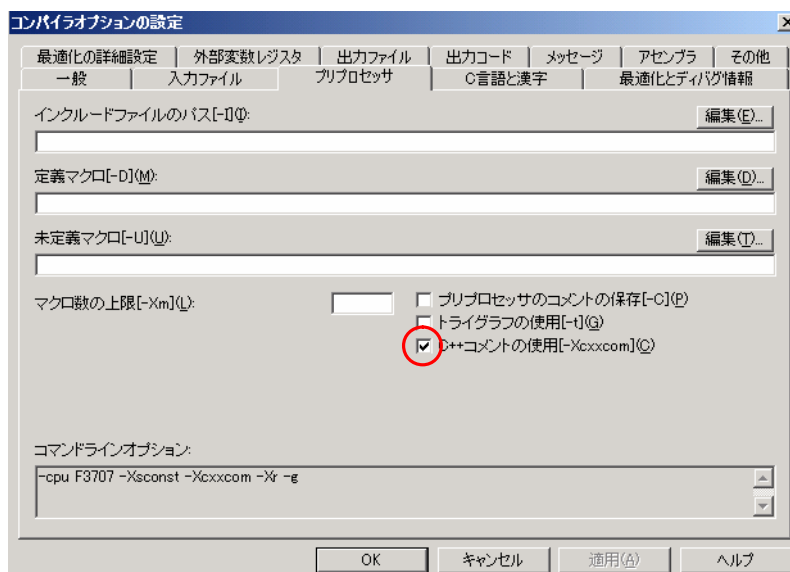 コンパイラオプションの設定
最適化の詳細設定 外部変数レジスタ 出力ファイル 出力コード メッセージ アセンブラ その他
一般 入力ファイル プリプロセッサ C言語と漢字 最適化とディバグ情報
インクルードファイルのパス[-I](I): 編集(E)...
定義マクロ[-D](M): 編集(D)...
未定義マクロ[-U](U): 編集(T)...
マクロ数の上限[-Xm](L): プリプロセッサのコメントの保存[-C](P)
トライグラフの使用[-t](G)
C++コメントの使用[-Xcxxcom](C)
コマンドラインオプション:
-cpu F3707 -Xsconst -Xcxxcom -Xr -g
OK キャンセル 適用(A) ヘルプ